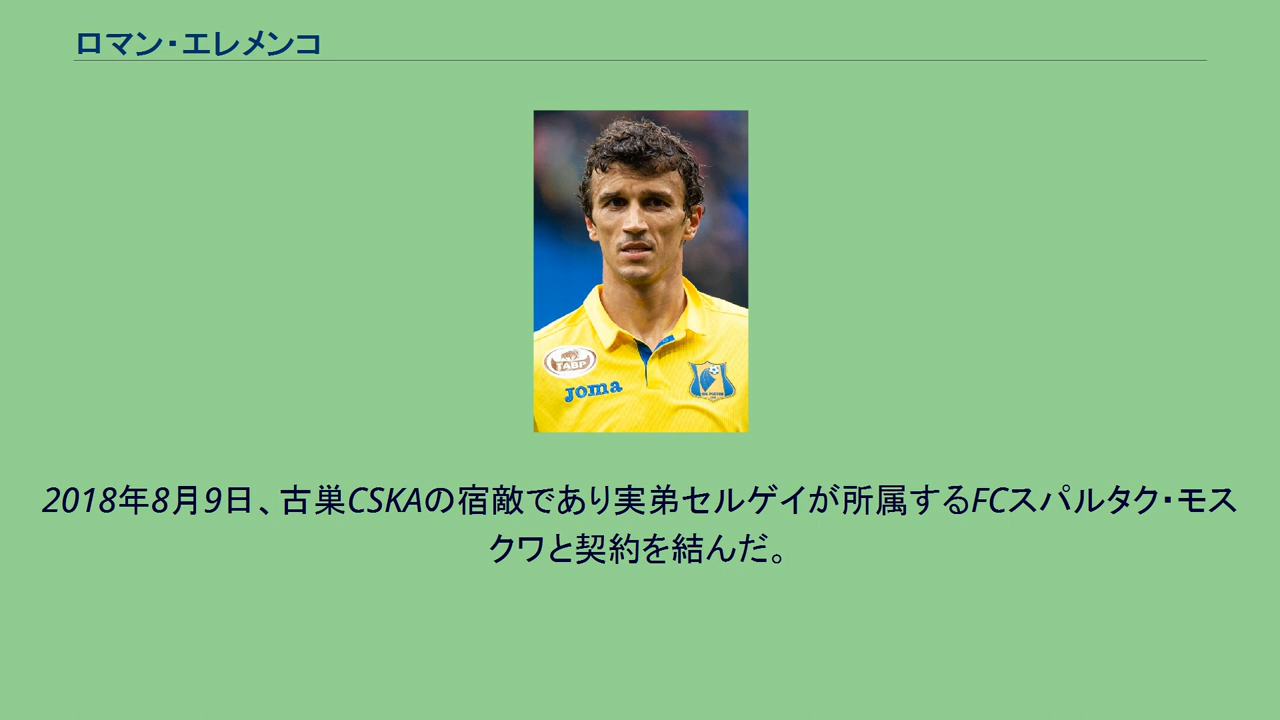 ロマン・エレメンコ
ТАВР
Joma
2018年8月9日、古巣CSKAの宿敵であり実弟セルゲイが所属するFCスパルタク・モス
クワと契約を結んだ。